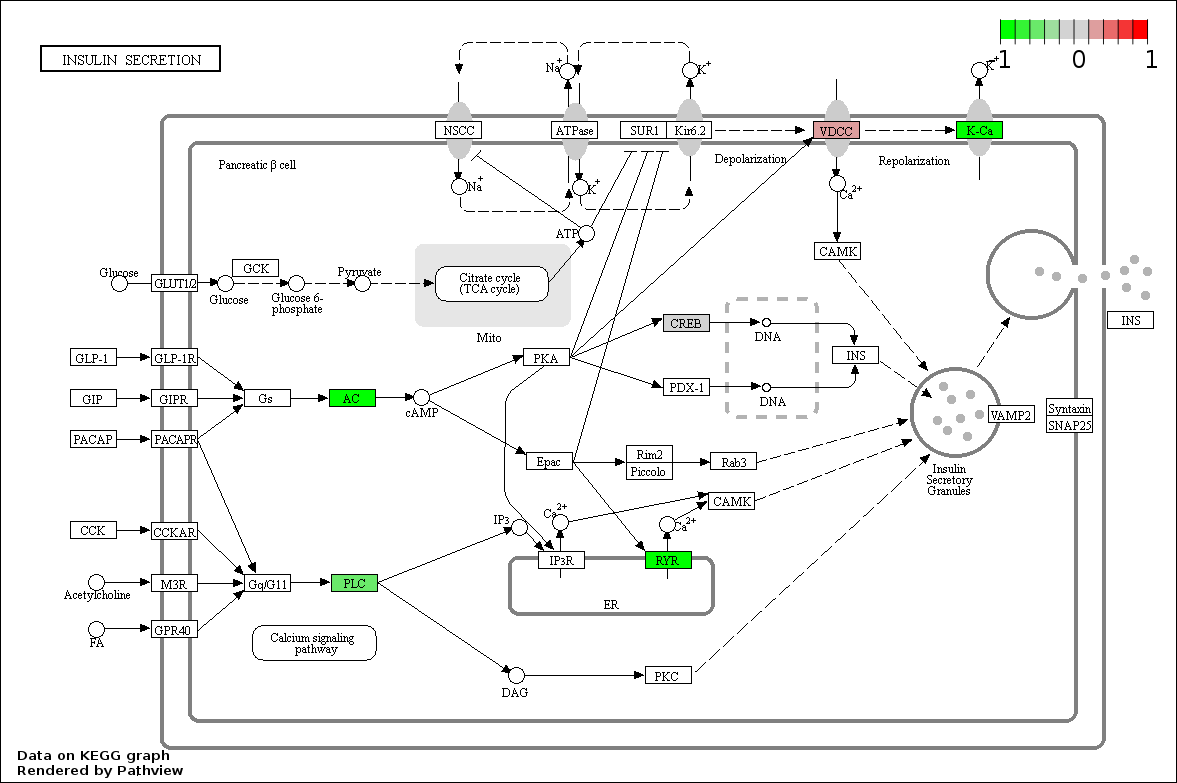 INSULIN SECRETION
-1 0 1
Na+
K+
K+
NSCC
ATPase
SUR1
Kir6.2
VDCC
K-Ca
Depolarization
Repolarization
Pancreatic β cell
Na+
K+
Ca2+
ATP
CAMK
Glucose
GLUT1/2
Glucose
GCK
Glucose 6-
phosphate
Pyruvate
Citrate cycle
(TCA cycle)
Mito
INS
CREB
DNA
INS
PDX-1
DNA
GLP-1
GLP-1R
PKA
GIP
GIPR
Gs
AC
cAMP
PACAP
PACAPR
VAMP2
Syntaxin
SNAP25
Epac
Rim2
Piccolo
Rab3
Insulin
Secretory
Granules
CAMK
IP3
Ca2+
Ca2+
CCK
CCKAR
IP3R
RYR
Acetylcholine
M3R
Gq/G11
PLC
ER
FA
GPR40
Calcium signaling
pathway
DAG
PKC
Data on KEGG graph
Rendered by Pathview